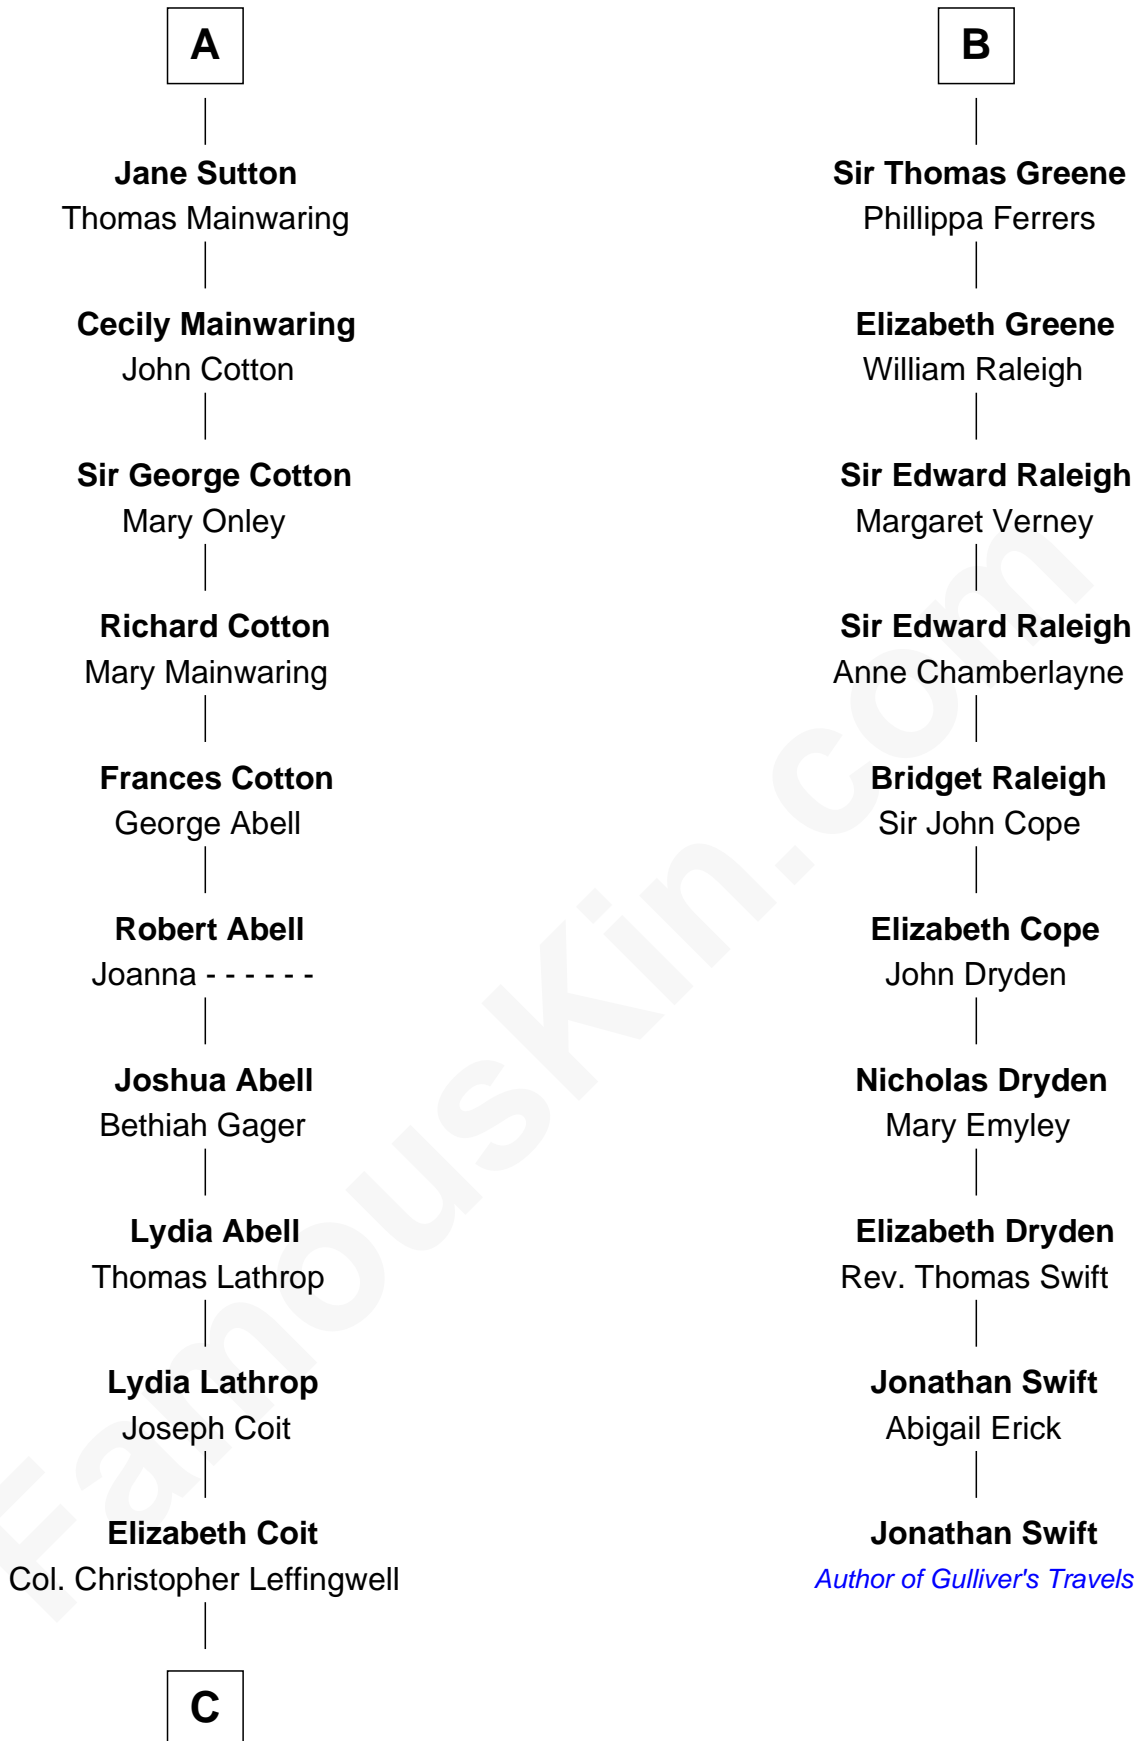 A
Jane Sutton
Thomas Mainwaring
Cecily Mainwaring
John Cotton
Sir George Cotton
Mary Onley
Richard Cotton
Mary Mainwaring
Frances Cotton
George Abell
Robert Abell
Joanna - - - - - -
Joshua Abell
Bethiah Gager
Lydia Abell
Thomas Lathrop
Lydia Lathrop
Joseph Coit
Elizabeth Coit
Col. Christopher Leffingwell
C
B
Sir Thomas Greene
Phillippa Ferrers
Elizabeth Greene
William Raleigh
Sir Edward Raleigh
Margaret Verney
Sir Edward Raleigh
Anne Chamberlayne
Bridget Raleigh
Sir John Cope
Elizabeth Cope
John Dryden
Nicholas Dryden
Mary Emyley
Elizabeth Dryden
Rev. Thomas Swift
Jonathan Swift
Abigail Erick
Jonathan Swift
Author of Gulliver's Travels
FamousKin.com